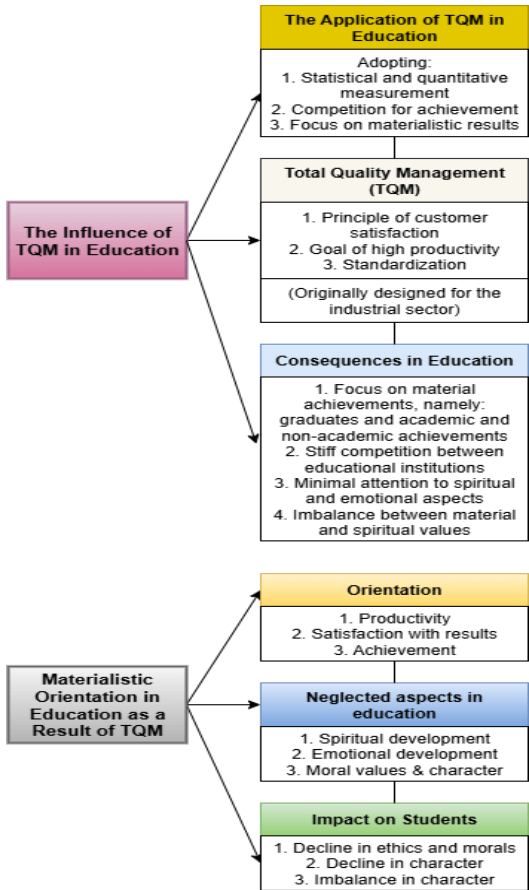 The Application of TQM in
Education
Adopting:
1. Statistical and quantitative
measurement
2. Competition for achievement
3. Focus on materialistic results
The Influence of
TQM in Education
Total Quality Management
(TQM)
1. Principle of customer
satisfaction
2. Goal of high productivity
3. Standardization
(Originally designed for the
industrial sector)
Consequences in Education
1. Focus on material
achievements, namely:
graduates and academic and
non-academic achievements
2. Stiff competition between
educational institutions
3. Minimal attention to spiritual
and emotional aspects
4. Imbalance between material
and spiritual values
Materialistic
Orientation in
Education as a
Result of TQM
Orientation
1. Productivity
2. Satisfaction with results
3. Achievement
Neglected aspects in
education
1. Spiritual development
2. Emotional development
3. Moral values & character
Impact on Students
1. Decline in ethics and morals
2. Decline in character
3. Imbalance in character